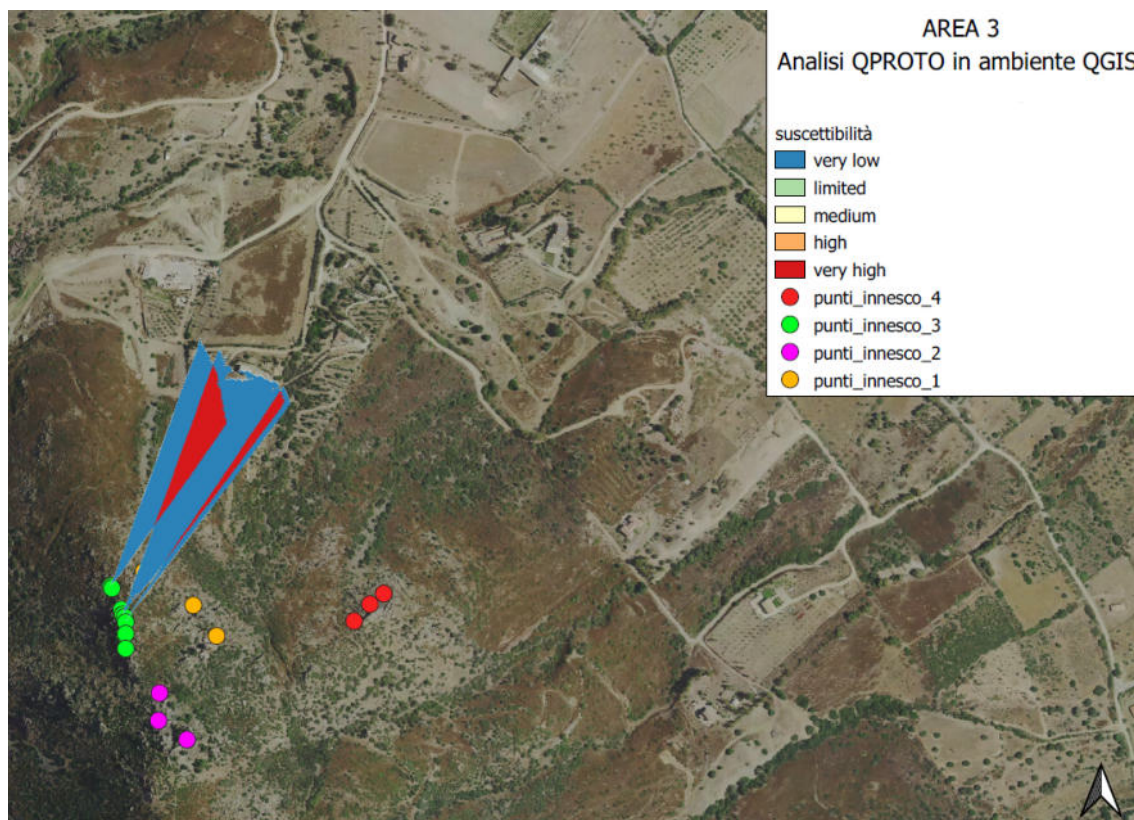 AREA 3
Analisi QPROTO in ambiente QGIS
suscettibilità
very low
limited
medium
high
very high
punti_innesco_4
punti_innesco_3
punti_innesco_2
punti_innesco_1